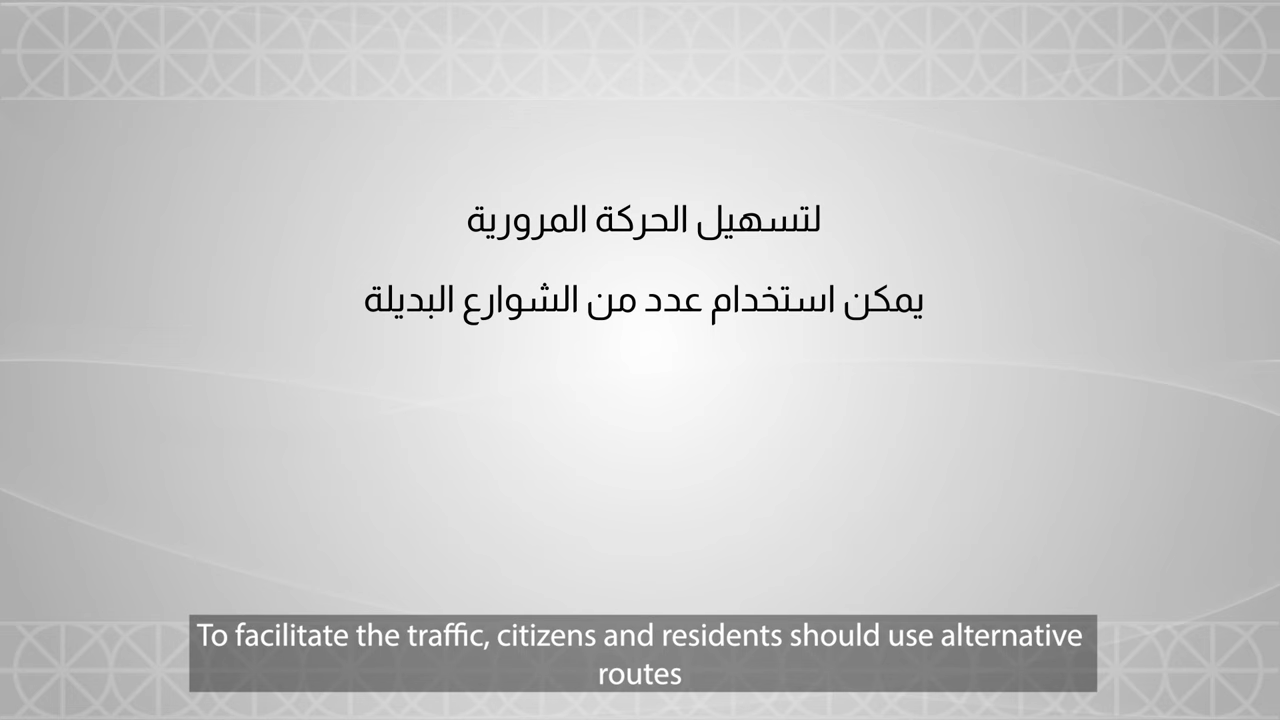 لتسهيل الحركة المرورية
يمكن استخدام عدد من الشوارع البديلة
To facilitate the traffic, citizens and residents should use alternative
routes